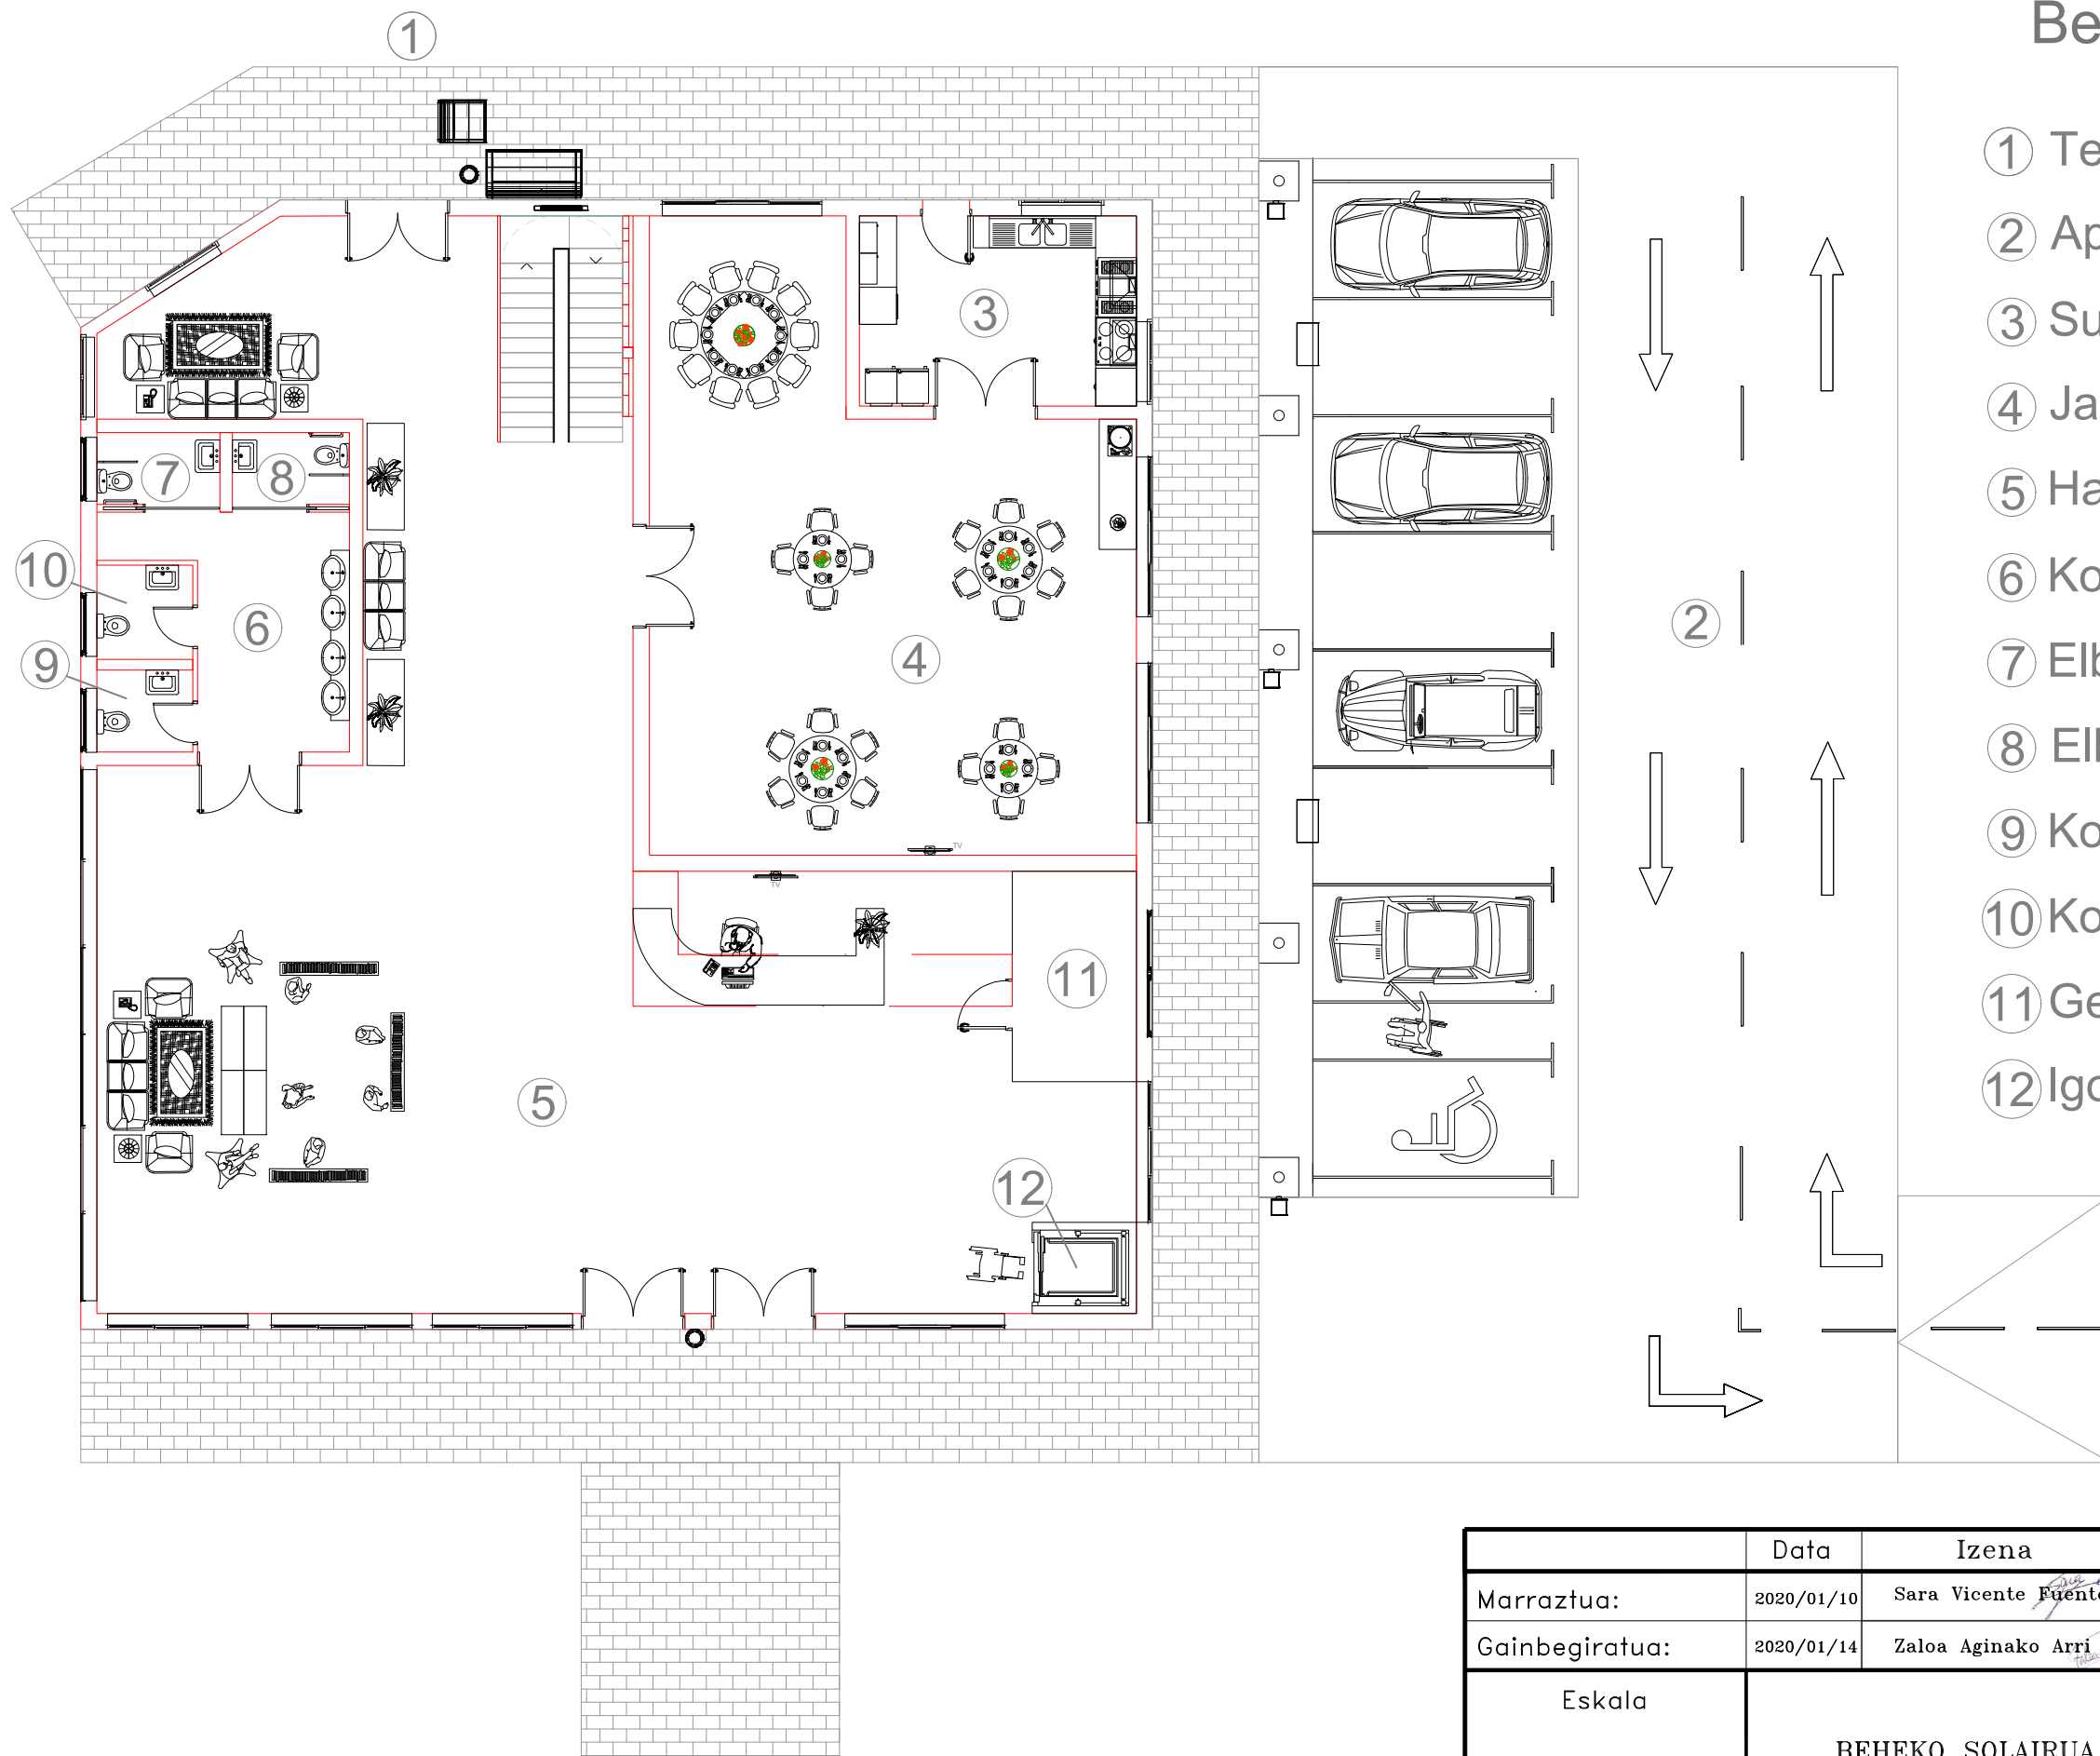 Be
1
1 Te
2 Ap
3 Su
4 Ja
5 Ha
6 Ko
7 Elb
8 Ell
9 Ko
10 Ko
11 Ge
12 Igo
3
7
8
10
6
9
4
2
TV
TV
11
5
12
Data Izena
Marraztua: 2020/01/10 Sara Vicente Fuente
Gainbegiratua: 2020/01/14 Zaloa Aginako Arri
Eskala
BEHEKO SOLAIRUA